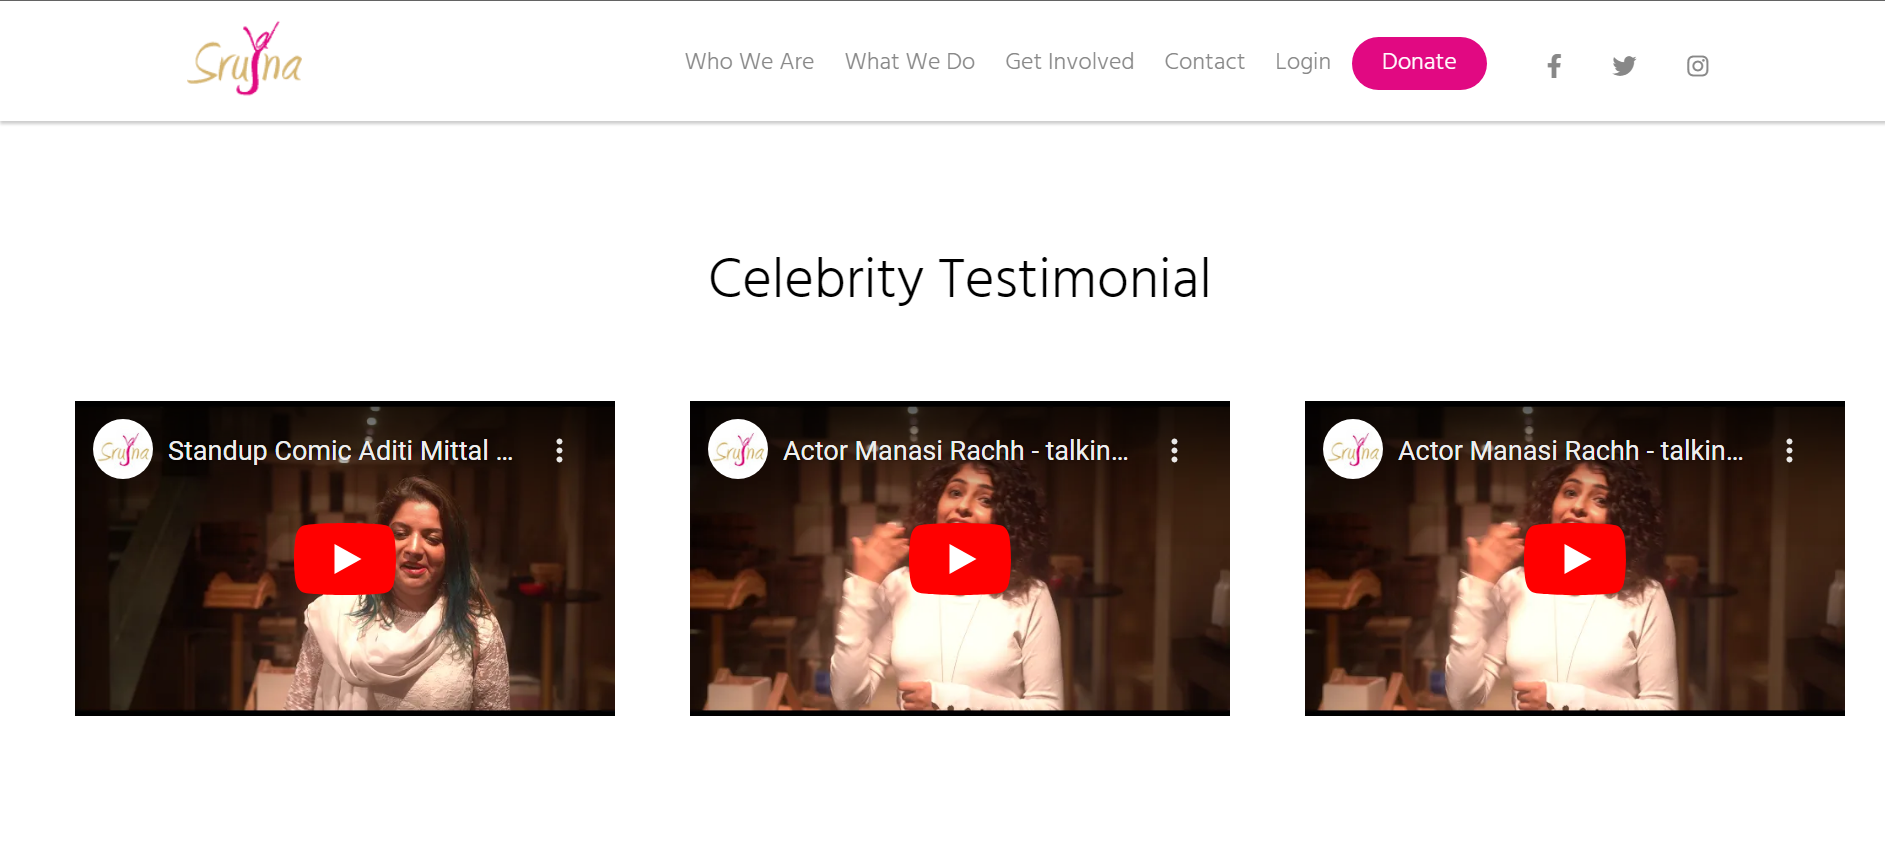 Srujna
Who We Are What We Do Get Involved Contact Login Donate
Celebrity Testimonial
Srujna Standup Comic Aditi Mittal ...
Srujna Actor Manasi Rachh - talkin...
Srujna Actor Manasi Rachh - talkin...